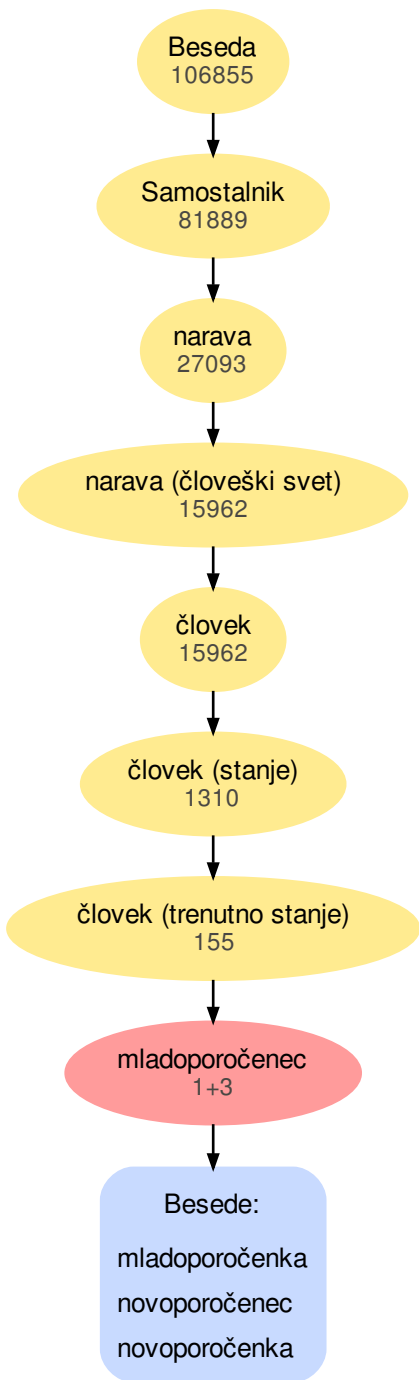 Beseda
106855
Samostalnik
81889
narava
27093
narava (človeški svet)
15962
človek
15962
človek (stanje)
1310
človek (trenutno stanje)
155
mladoporočenec
1+3
Besede:
mladoporočenka
novoporočenec
novoporočenka